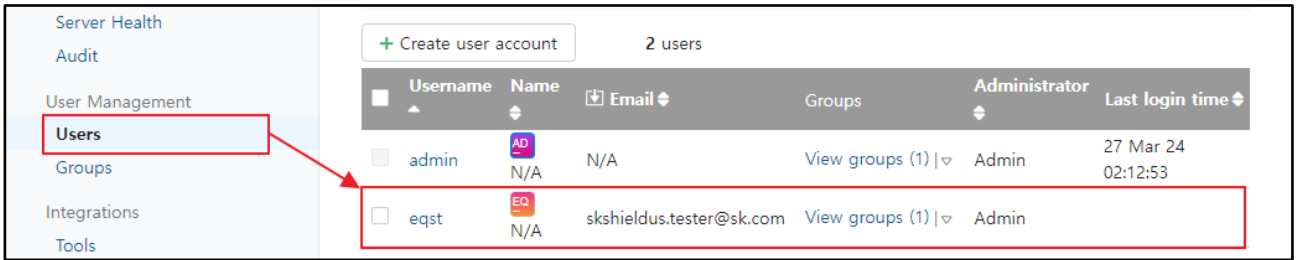 Server Health
Audit
User Management
Users
Groups
Integrations
Tools
+ Create user account 2 users
Username Name Email Groups Administrator Last login time
admin AD N/A N/A View groups (1) | Admin 27 Mar 24 02:12:53
eqst EQ N/A skshieldus.tester@sk.com View groups (1) | Admin